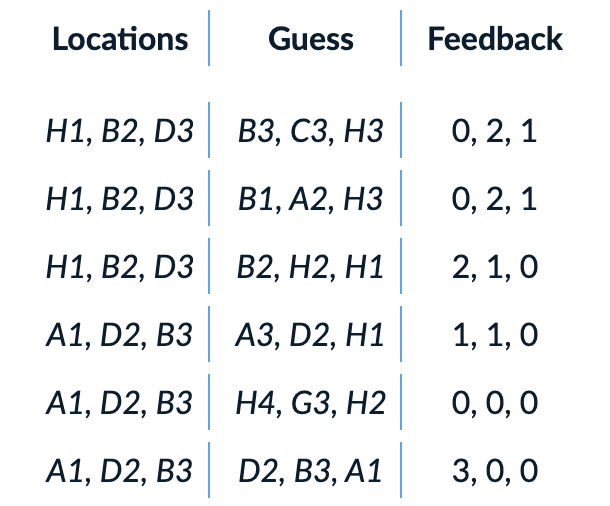 Locations Guess Feedback
H1, B2, D3 B3, C3, H3 0, 2, 1
H1, B2, D3 B1, A2, H3 0, 2, 1
H1, B2, D3 B2, H2, H1 2, 1, 0
A1, D2, B3 A3, D2, H1 1, 1, 0
A1, D2, B3 H4, G3, H2 0, 0, 0
A1, D2, B3 D2, B3, A1 3, 0, 0